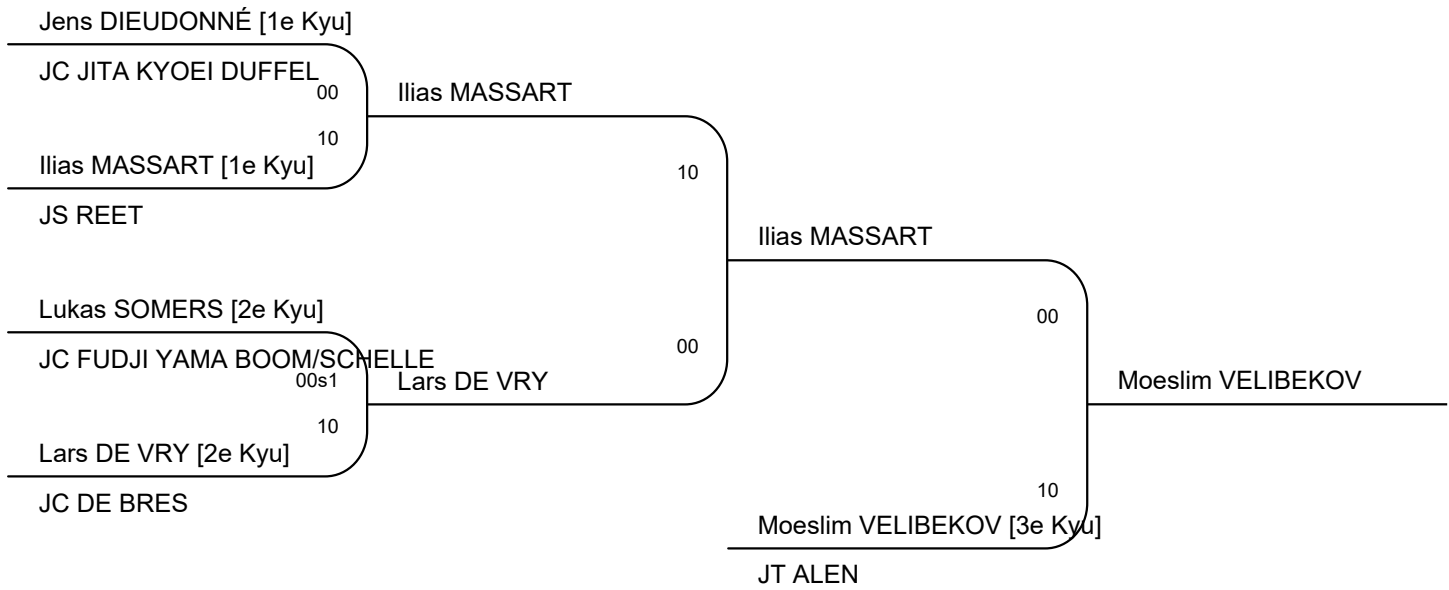 Jens DIEUDONNÉ [1e Kyu]
JC JITA KYOEI DUFFEL
00
Ilias MASSART
10
Ilias MASSART [1e Kyu]
10
JS REET
Ilias MASSART
Lukas SOMERS [2e Kyu]
00
JC FUDJI YAMA BOOM/SCHELLE
00
00s1
Lars DE VRY
Moeslim VELIBEKOV
10
Lars DE VRY [2e Kyu]
10
JC DE BRES
Moeslim VELIBEKOV [3e Kyu]
JT ALEN